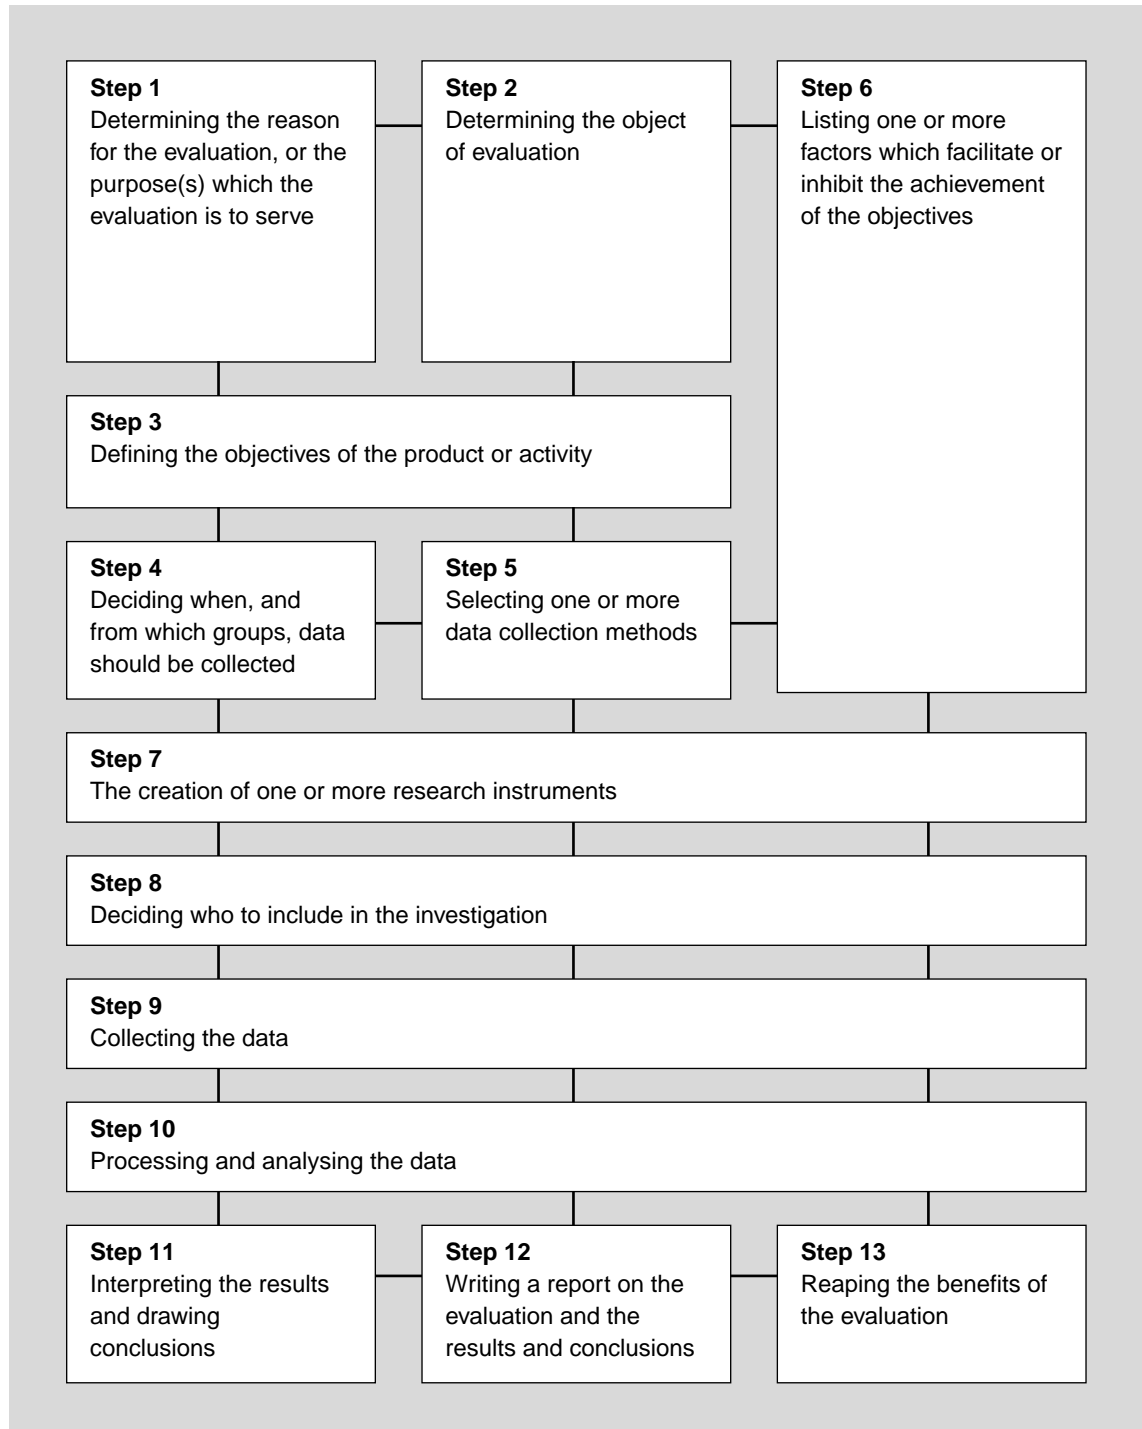 Step 1
Determining the reason
for the evaluation, or the
purpose(s) which the
evaluation is to serve
Step 2
Determining the object
of evaluation
Step 6
Listing one or more
factors which facilitate or
inhibit the achievement
of the objectives
Step 3
Defining the objectives of the product or activity
Step 4
Deciding when, and
from which groups, data
should be collected
Step 5
Selecting one or more
data collection methods
Step 7
The creation of one or more research instruments
Step 8
Deciding who to include in the investigation
Step 9
Collecting the data
Step 10
Processing and analysing the data
Step 11
Interpreting the results
and drawing
conclusions
Step 12
Writing a report on the
evaluation and the
results and conclusions
Step 13
Reaping the benefits of
the evaluation